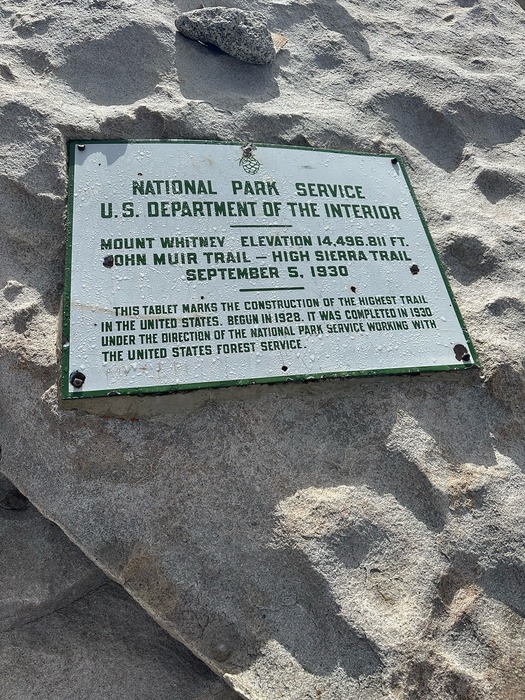 NATIONAL PARK SERVICE
U.S. DEPARTMENT OF THE INTERIOR
MOUNT WHITNEY ELEVATION 14,496.811 FT.
JOHN MUIR TRAIL — HIGH SIERRA TRAIL
SEPTEMBER 5, 1930
THIS TABLET MARKS THE CONSTRUCTION OF THE HIGHEST TRAIL
IN THE UNITED STATES. BEGUN IN 1928. IT WAS COMPLETED IN 1930
UNDER THE DIRECTION OF THE NATIONAL PARK SERVICE WORKING WITH
THE UNITED STATES FOREST SERVICE.